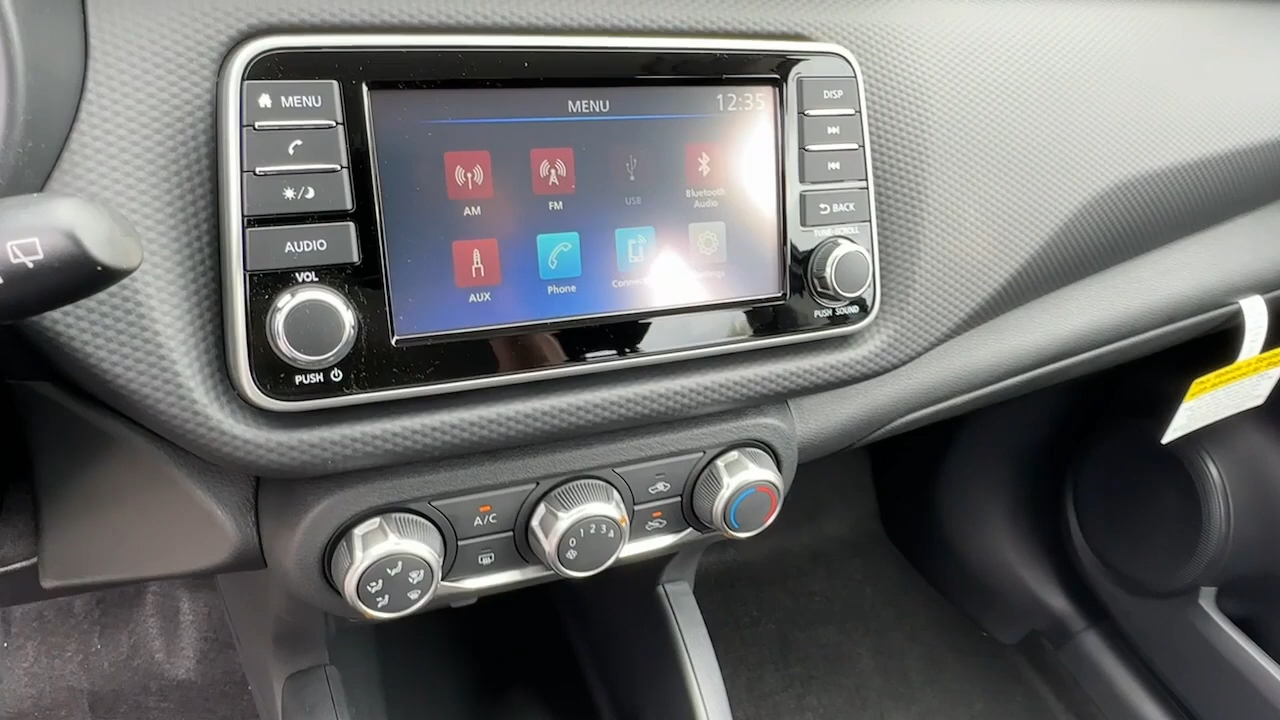 MENU
AUDIO
VOL
PUSH
MENU
12:35
AM
FM
USB
Bluetooth
Audio
AUX
Phone
DISP
BACK
TUNE·SCROLL
PUSH SOUND
A/C
0 1 2 3 4